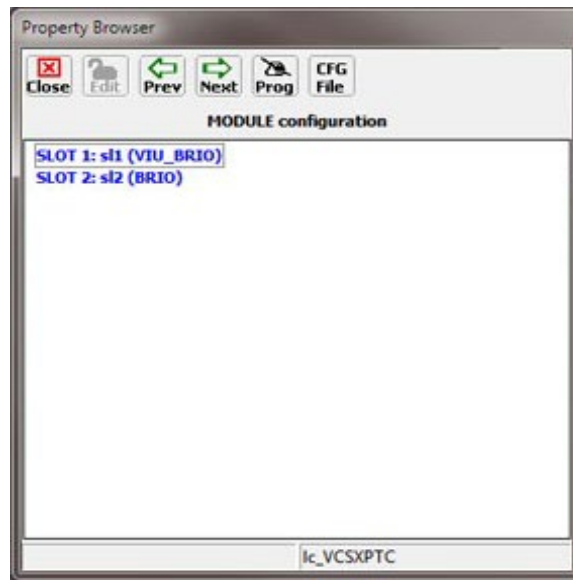 Property Browser
Close Edit Prev Next Prog CFG File
MODULE configuration
SLOT 1: sl1 (VIU_BRIO)
SLOT 2: sl2 (BRIO)
lc_VCSXPTC